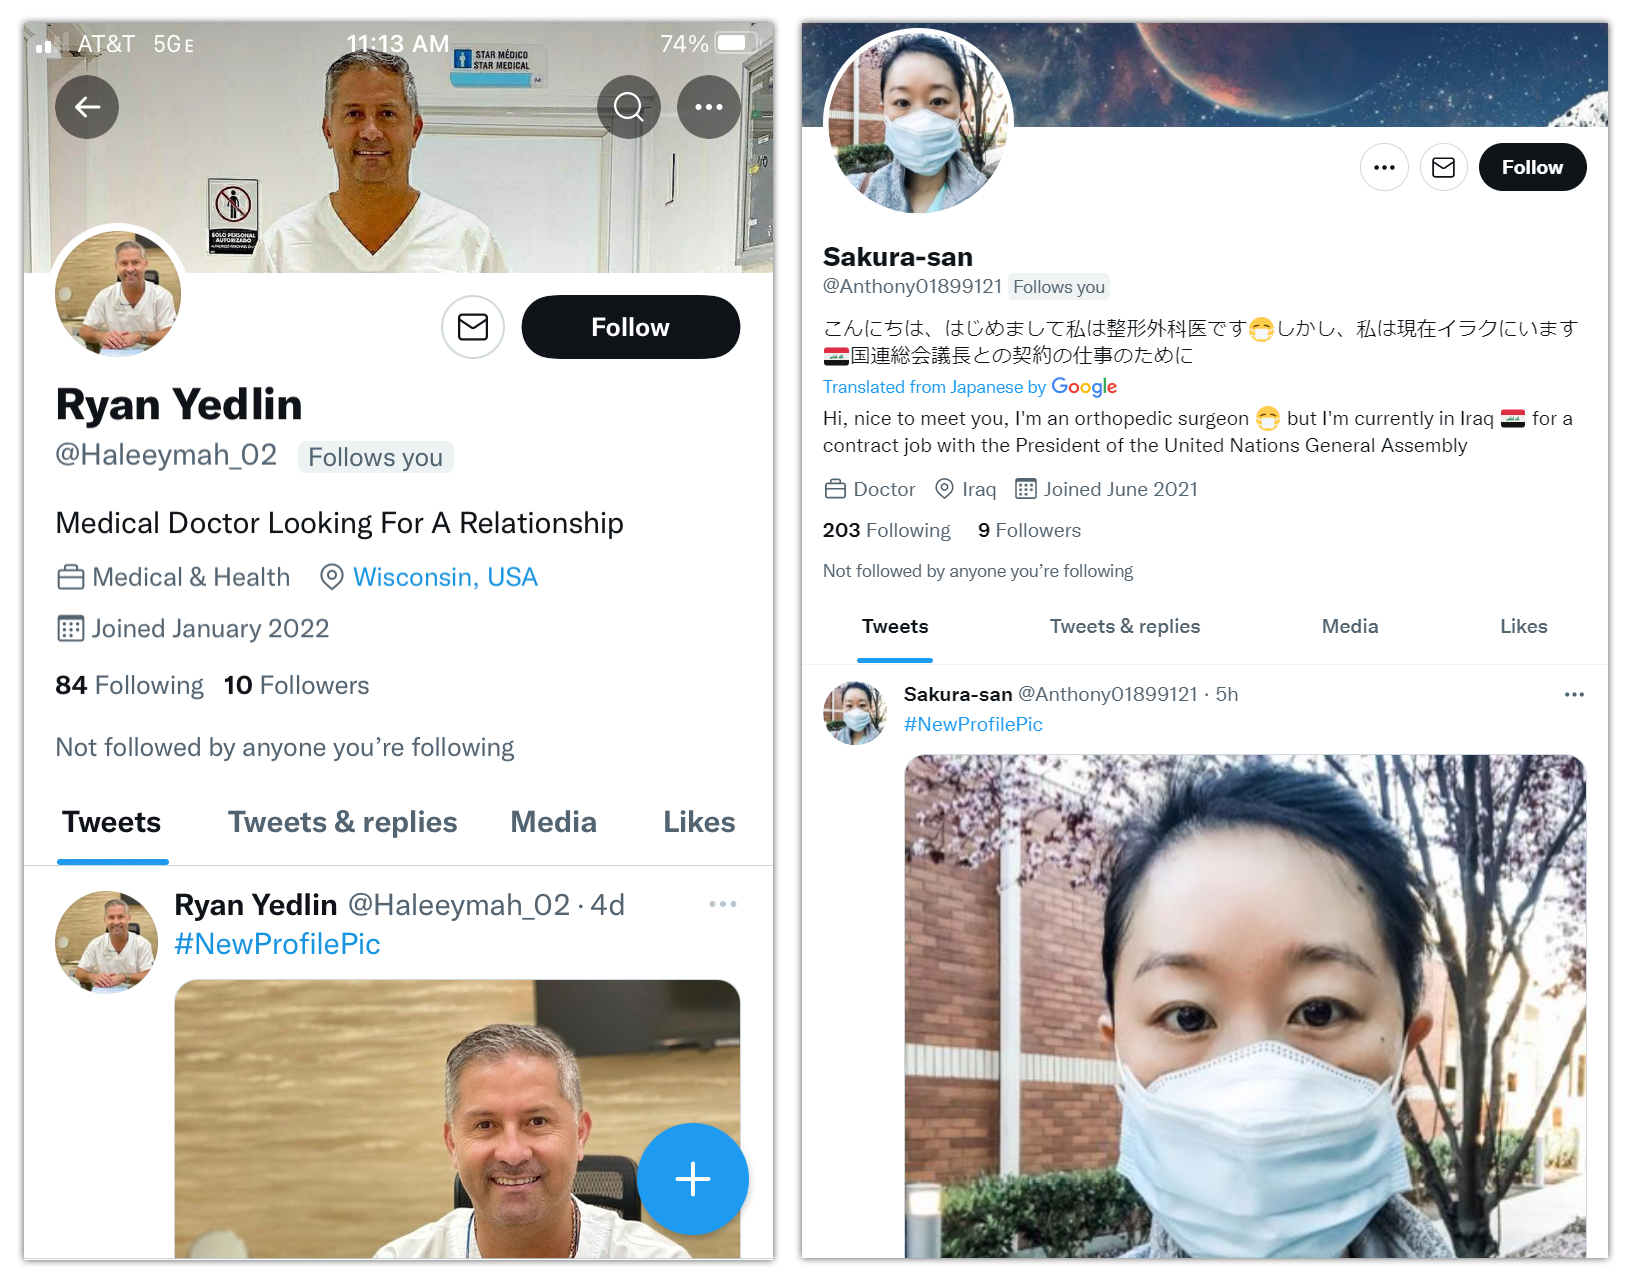 AT&T 5GE 11:13 AM 74%
STAR MÉDICO
STAR MEDICAL
SOLO PERSONAL
AUTORIZADO
Follow
Ryan Yedlin
@Haleeymah_02 Follows you
Medical Doctor Looking For A Relationship
Medical & Health Wisconsin, USA
Joined January 2022
84 Following 10 Followers
Not followed by anyone you’re following
Tweets Tweets & replies Media Likes
Ryan Yedlin @Haleeymah_02 · 4d
#NewProfilePic
Follow
Sakura-san
@Anthony01899121 Follows you
こんにちは、はじめまして私は整形外科医です😷しかし、私は現在イラクにいます
🇮🇶国連総会議長との契約の仕事のために
Translated from Japanese by Google
Hi, nice to meet you, I'm an orthopedic surgeon 😷 but I'm currently in Iraq 🇮🇶 for a
contract job with the President of the United Nations General Assembly
Doctor Iraq Joined June 2021
203 Following 9 Followers
Not followed by anyone you’re following
Tweets Tweets & replies Media Likes
Sakura-san @Anthony01899121 · 5h
#NewProfilePic